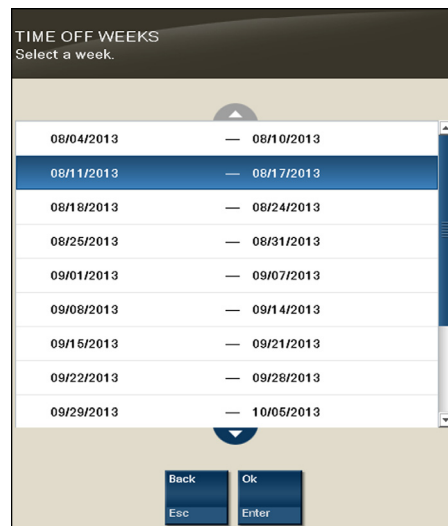 TIME OFF WEEKS
Select a week.
08/04/2013 — 08/10/2013
08/11/2013 — 08/17/2013
08/18/2013 — 08/24/2013
08/25/2013 — 08/31/2013
09/01/2013 — 09/07/2013
09/08/2013 — 09/14/2013
09/15/2013 — 09/21/2013
09/22/2013 — 09/28/2013
09/29/2013 — 10/05/2013
Back Ok
Esc Enter